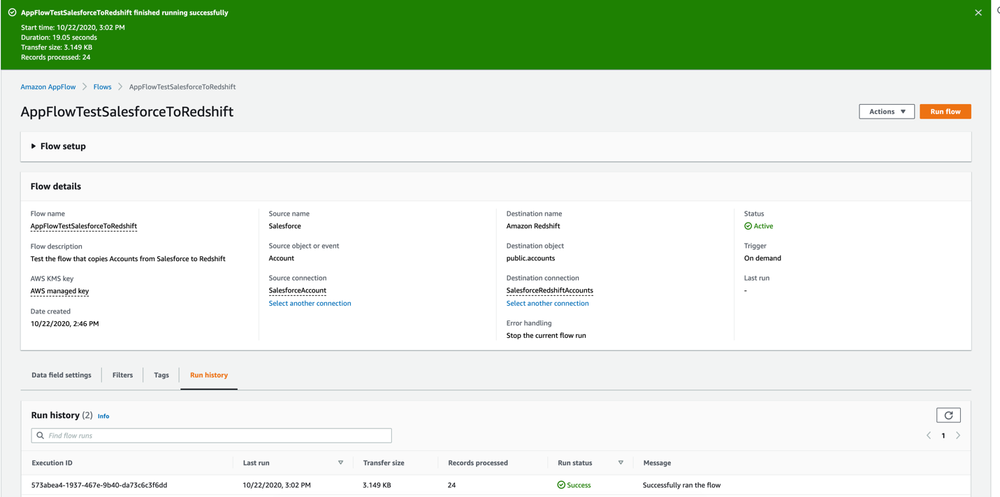 AppFlowTestSalesforceToRedshift finished running successfully
Start time: 10/22/2020, 3:02 PM
Duration: 19.05 seconds
Transfer size: 3.149 KB
Records processed: 24
Amazon AppFlow > Flows > AppFlowTestSalesforceToRedshift
AppFlowTestSalesforceToRedshift
Actions ▼ Run flow
Flow setup
Flow details
Flow name
AppFlowTestSalesforceToRedshift
Flow description
Test the flow that copies Accounts from Salesforce to Redshift
AWS KMS key
AWS managed key
Date created
10/22/2020, 2:46 PM
Source name
Salesforce
Source object or event
Account
Source connection
SalesforceAccount
Select another connection
Destination name
Amazon Redshift
Destination object
public.accounts
Destination connection
SalesforceRedshiftAccounts
Select another connection
Error handling
Stop the current flow run
Status
Active
Trigger
On demand
Last run
-
Data field settings Filters Tags Run history
Run history (2) Info
Find flow runs
1
Execution ID Last run Transfer size Records processed Run status Message
573abea4-1937-467e-9b40-da73c6c3f6dd 10/22/2020, 3:02 PM 3.149 KB 24 Success Successfully ran the flow